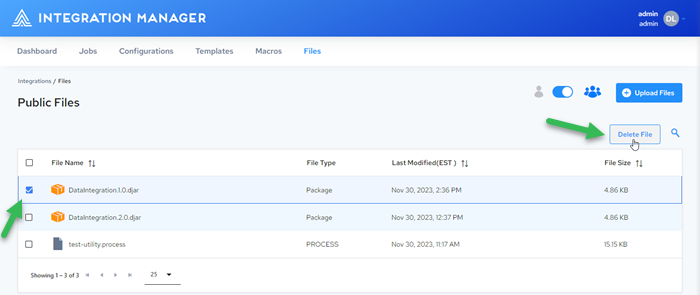 INTEGRATION MANAGER
admin
admin
DL
Dashboard Jobs Configurations Templates Macros Files
Integrations / Files
Public Files
Upload Files
Delete File
File Name File Type Last Modified(EST ) File Size
DataIntegration.1.0.djar Package Nov 30, 2023, 2:36 PM 4.86 KB
DataIntegration.2.0.djar Package Nov 30, 2023, 12:37 PM 4.86 KB
test-utility.process PROCESS Nov 30, 2023, 11:17 AM 15.15 KB
Showing 1 – 3 of 3 25